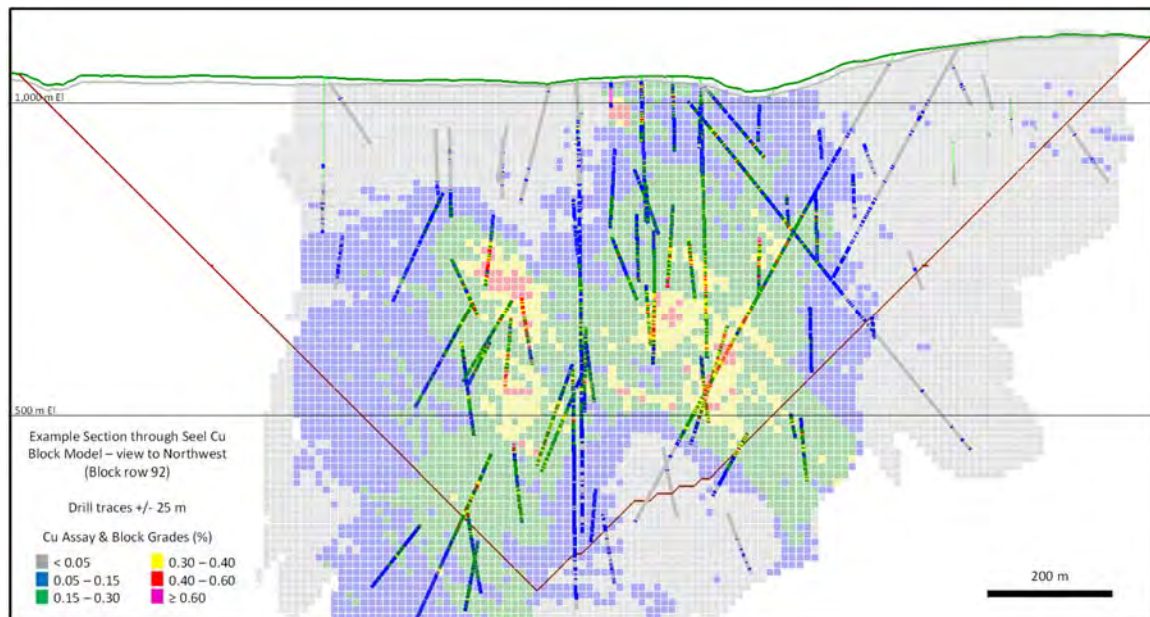 1,000 m El
500 m El
Example Section through Seel Cu
Block Model – view to Northwest
(Block row 92)
Drill traces +/- 25 m
Cu Assay & Block Grades (%)
< 0.05
0.30 – 0.40
0.05 – 0.15
0.40 – 0.60
0.15 – 0.30
≥ 0.60
200 m